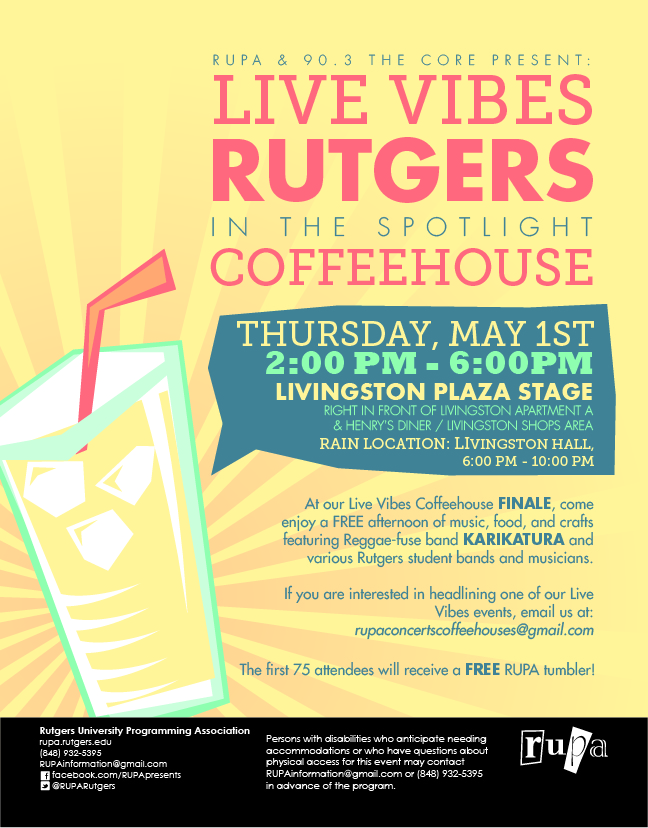 RUPA & 90.3 THE CORE PRESENT:
LIVE VIBES
RUTGERS
IN THE SPOTLIGHT
COFFEEHOUSE
THURSDAY, MAY 1ST
2:00 PM - 6:00PM
LIVINGSTON PLAZA STAGE
RIGHT IN FRONT OF LIVINGSTON APARTMENT A
& HENRY'S DINER / LIVINGSTON SHOPS AREA
RAIN LOCATION: LIVINGSTON HALL,
6:00 PM - 10:00 PM
At our Live Vibes Coffeehouse FINALE, come
enjoy a FREE afternoon of music, food, and crafts
featuring Reggae-fuse band KARIKATURA and
various Rutgers student bands and musicians.
If you are interested in headlining one of our Live
Vibes events, email us at:
rupaconcertscoffeehouses@gmail.com
The first 75 attendees will receive a FREE RUPA tumbler!
Rutgers University Programming Association
rupa.rutgers.edu
(848) 932-5395
RUPAinformation@gmail.com
facebook.com/RUPApresents
@RUPARutgers
Persons with disabilities who anticipate needing
accommodations or who have questions about
physical access for this event may contact
RUPAinformation@gmail.com or (848) 932-5395
in advance of the program.
rupa